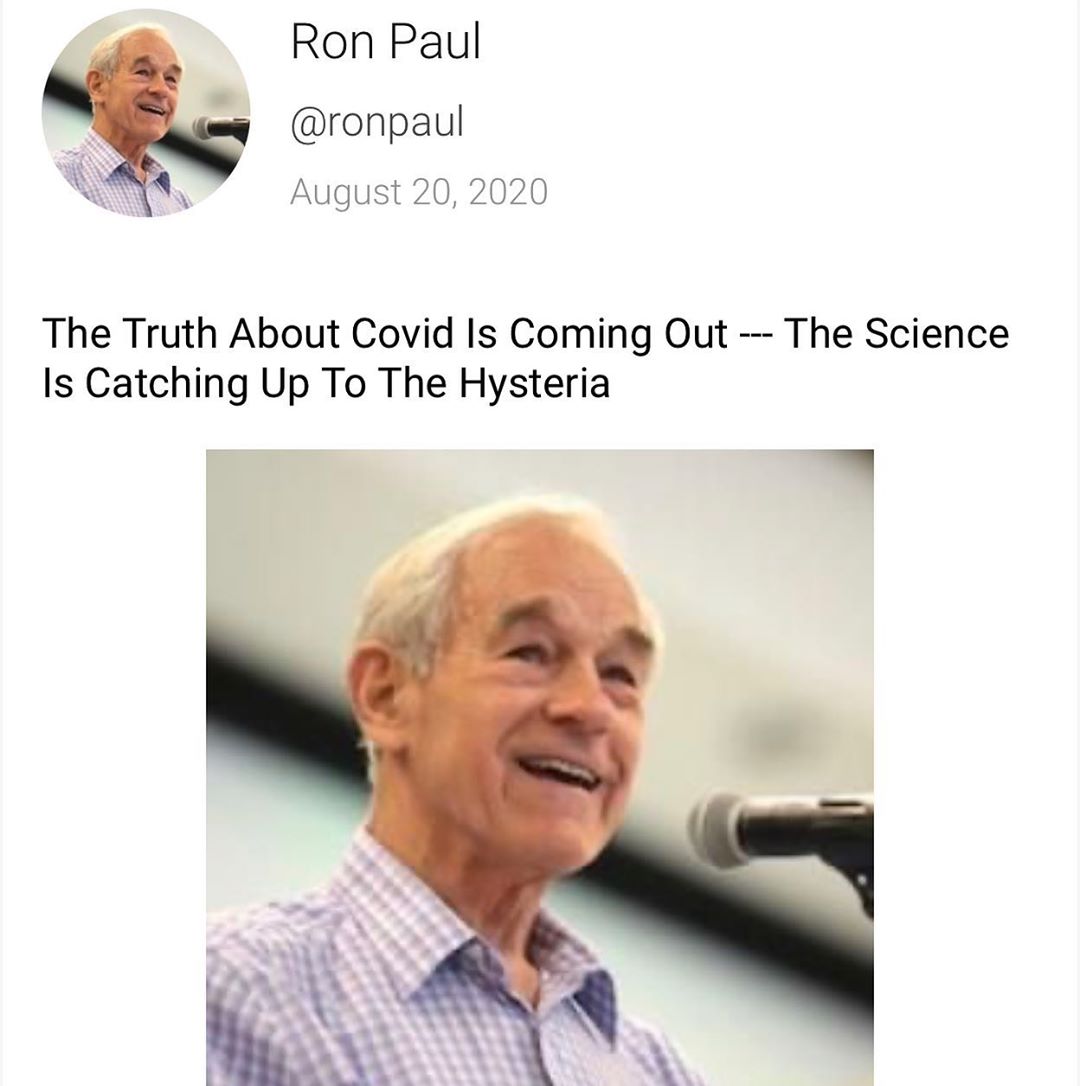 Ron Paul
@ronpaul
August 20, 2020
The Truth About Covid Is Coming Out --- The Science
Is Catching Up To The Hysteria